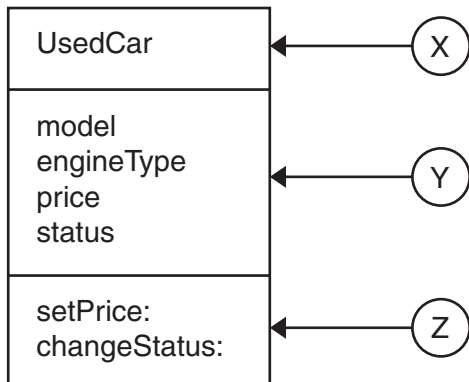 UsedCar
X
model
engineType
price
status
Y
setPrice:
changeStatus:
Z